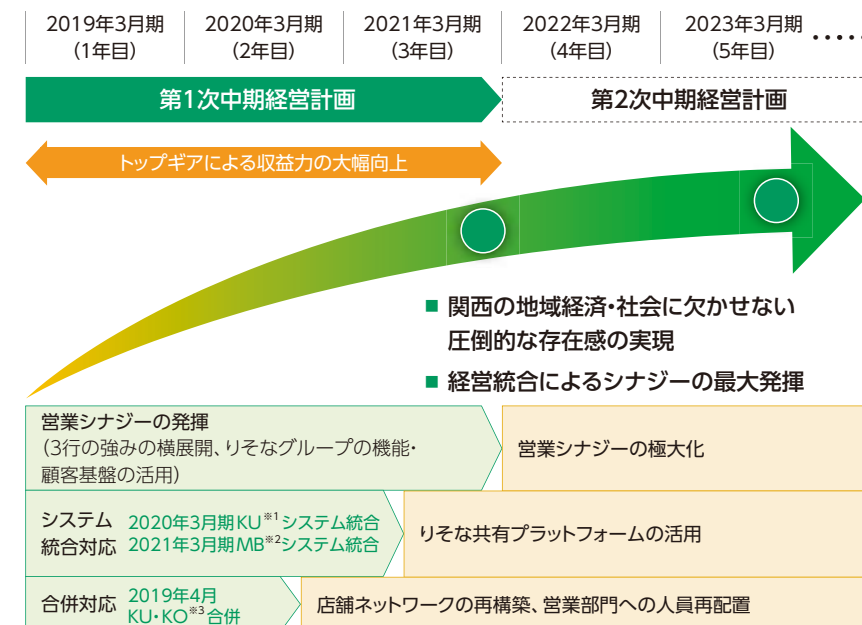 2019年3月期
(1年目)
2020年3月期
(2年目)
2021年3月期
(3年目)
2022年3月期
(4年目)
2023年3月期
(5年目)
.....
第1次中期経営計画
第2次中期経営計画
トップギアによる収益力の大幅向上
■ 関西の地域経済・社会に欠かせない
圧倒的な存在感の実現
■ 経営統合によるシナジーの最大発揮
営業シナジーの発揮
(3行の強みの横展開、りそなグループの機能・
顧客基盤の活用)
営業シナジーの極大化
システム
統合対応
2020年3月期KU※1システム統合
2021年3月期MB※2システム統合
りそな共有プラットフォームの活用
合併対応
2019年4月
KU・KO※3合併
店舗ネットワークの再構築、営業部門への人員再配置